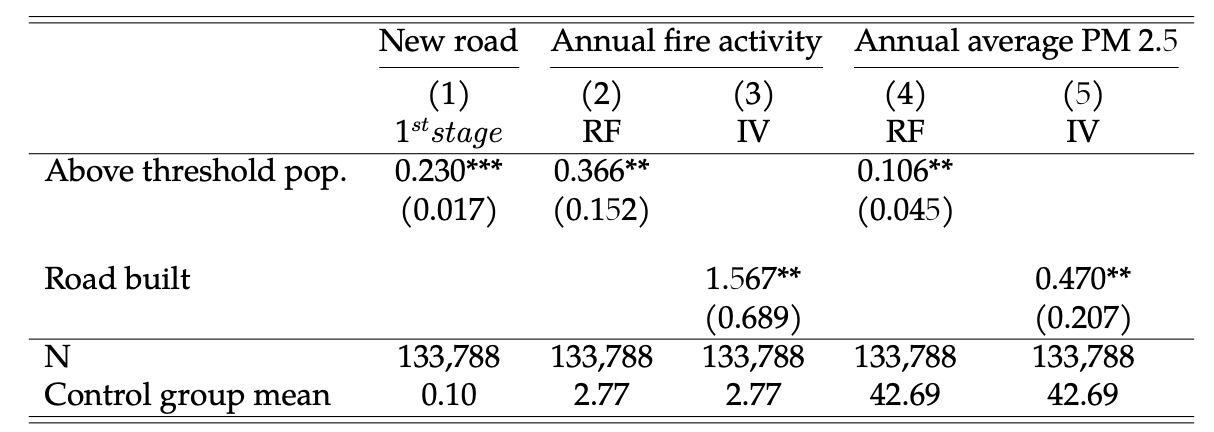 New road Annual fire activity Annual average PM 2.5
(1) (2) (3) (4) (5)
1st stage RF IV RF IV
Above threshold pop. 0.230*** 0.366** 0.106**
(0.017) (0.152) (0.045)
Road built 1.567** 0.470**
(0.689) (0.207)
N 133,788 133,788 133,788 133,788 133,788
Control group mean 0.10 2.77 2.77 42.69 42.69